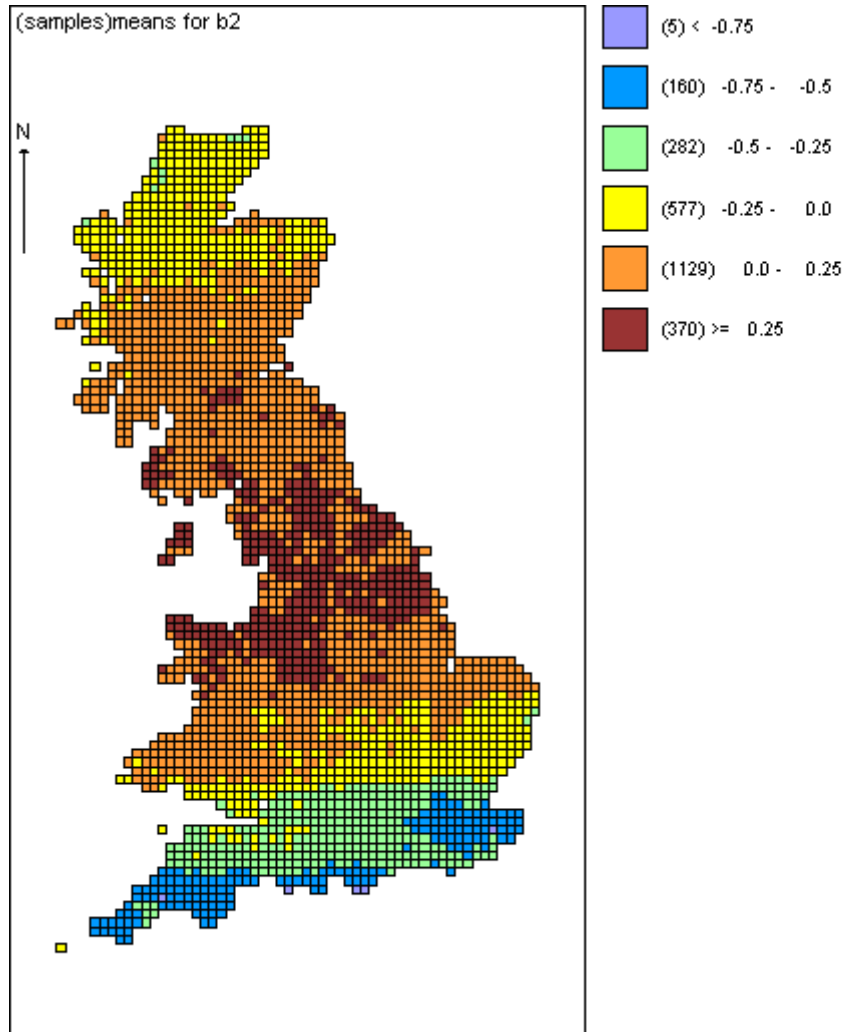 (samples)means for b2
N
(5) < -0.75
(160) -0.75 - -0.5
(282) -0.5 - -0.25
(577) -0.25 - 0.0
(1129) 0.0 - 0.25
(370) >= 0.25